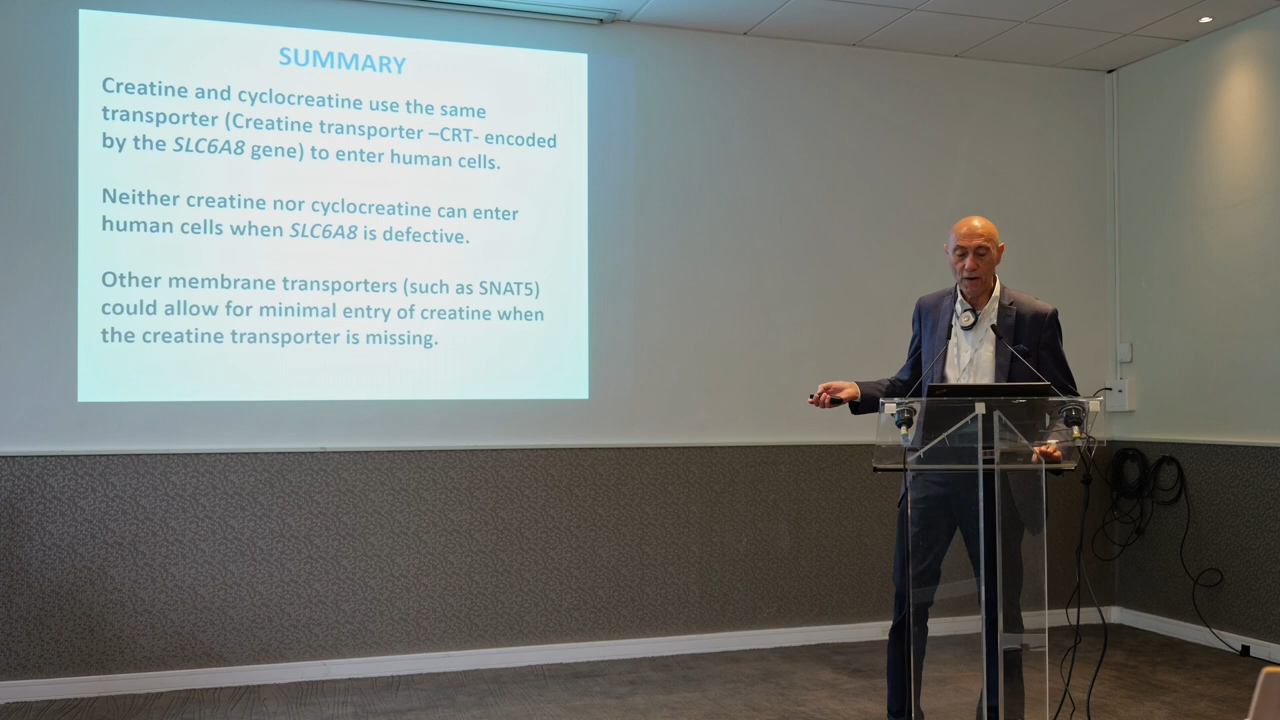 SUMMARY
Creatine and cyclocreatine use the same
transporter (Creatine transporter –CRT- encoded
by the SLC6A8 gene) to enter human cells.
Neither creatine nor cyclocreatine can enter
human cells when SLC6A8 is defective.
Other membrane transporters (such as SNAT5)
could allow for minimal entry of creatine when
the creatine transporter is missing.